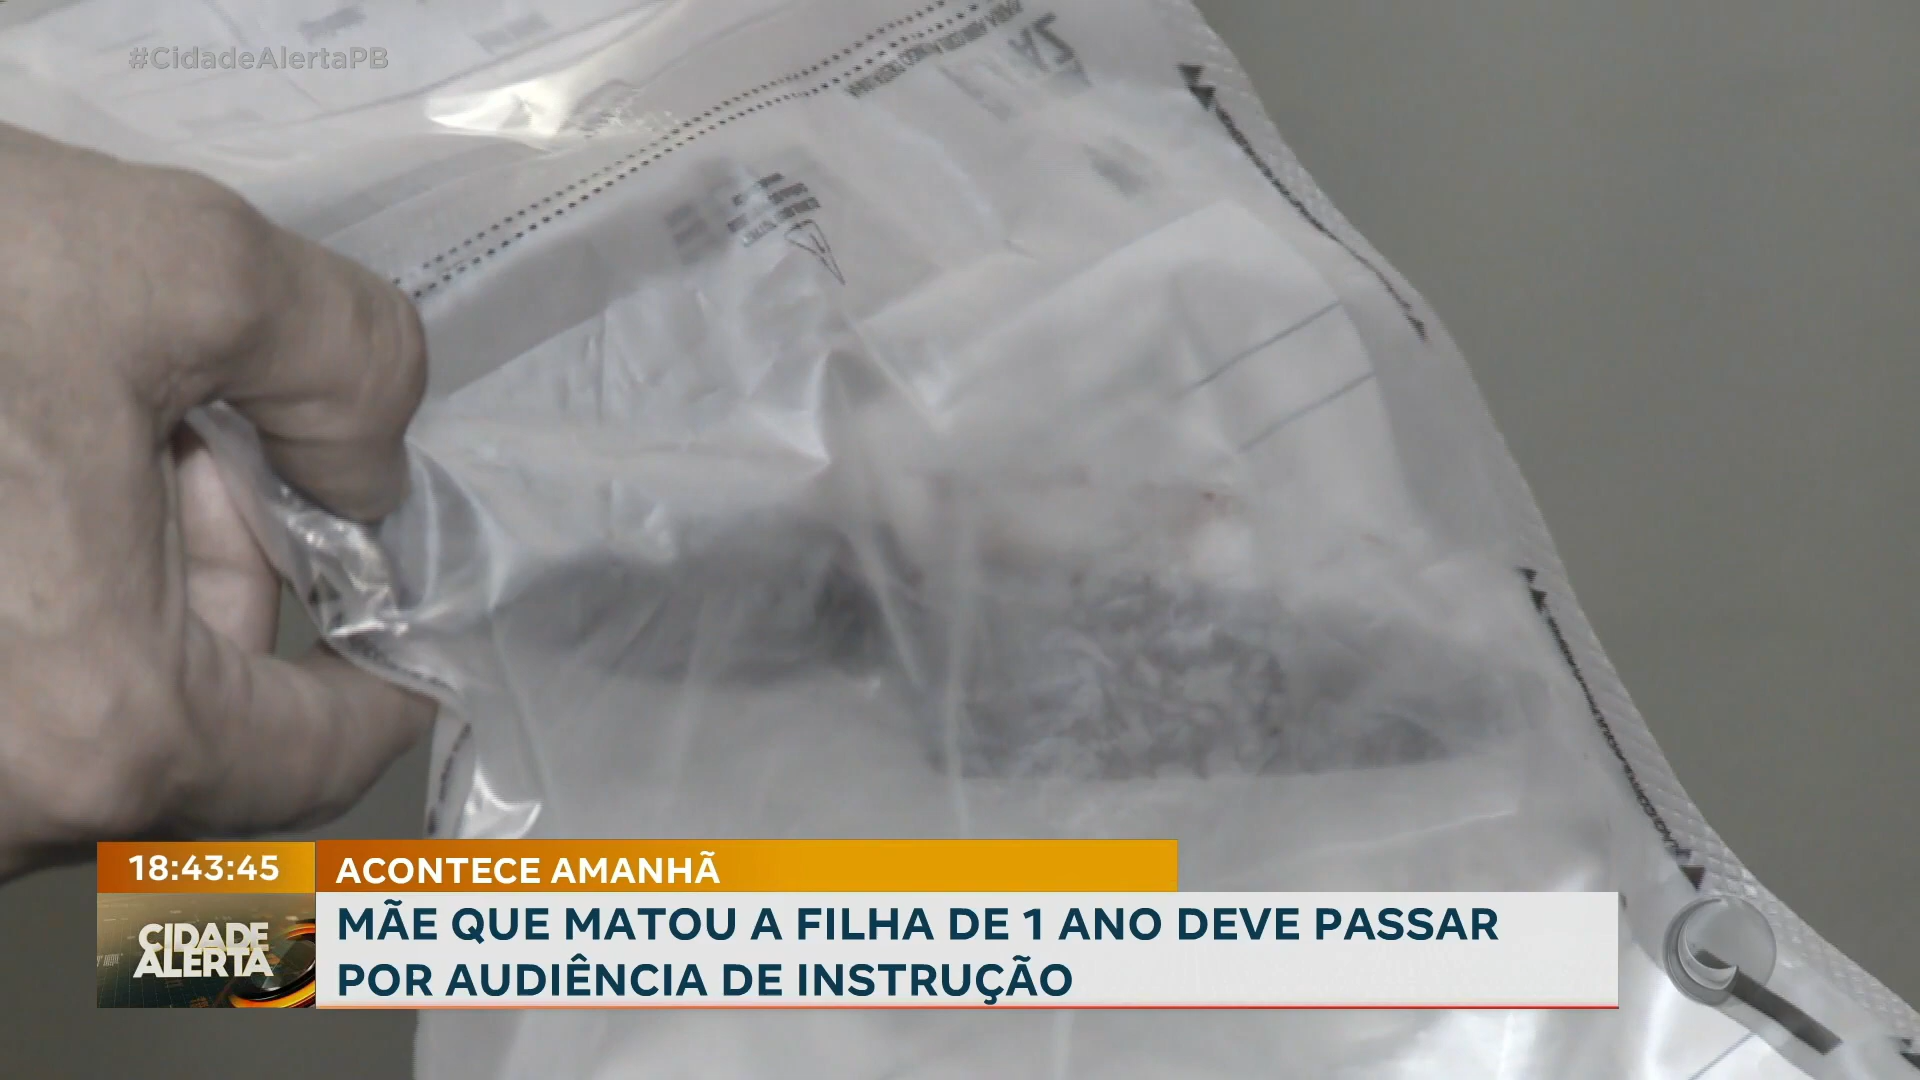 #CidadeAlertaPB
18:43:45
ACONTECE AMANHÃ
CIDADE
ALERTA
MÃE QUE MATOU A FILHA DE 1 ANO DEVE PASSAR
POR AUDIÊNCIA DE INSTRUÇÃO